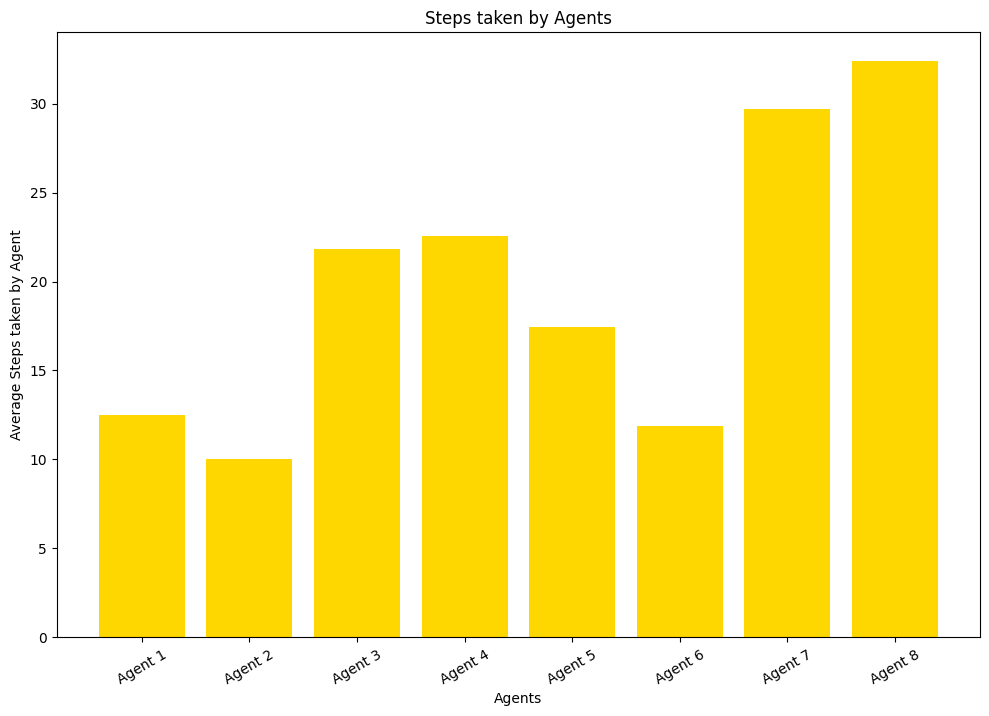 Steps taken by Agents
Average Steps taken by Agent
30
25
20
15
10
5
0
Agent 1
Agent 2
Agent 3
Agent 4
Agent 5
Agent 6
Agent 7
Agent 8
Agents